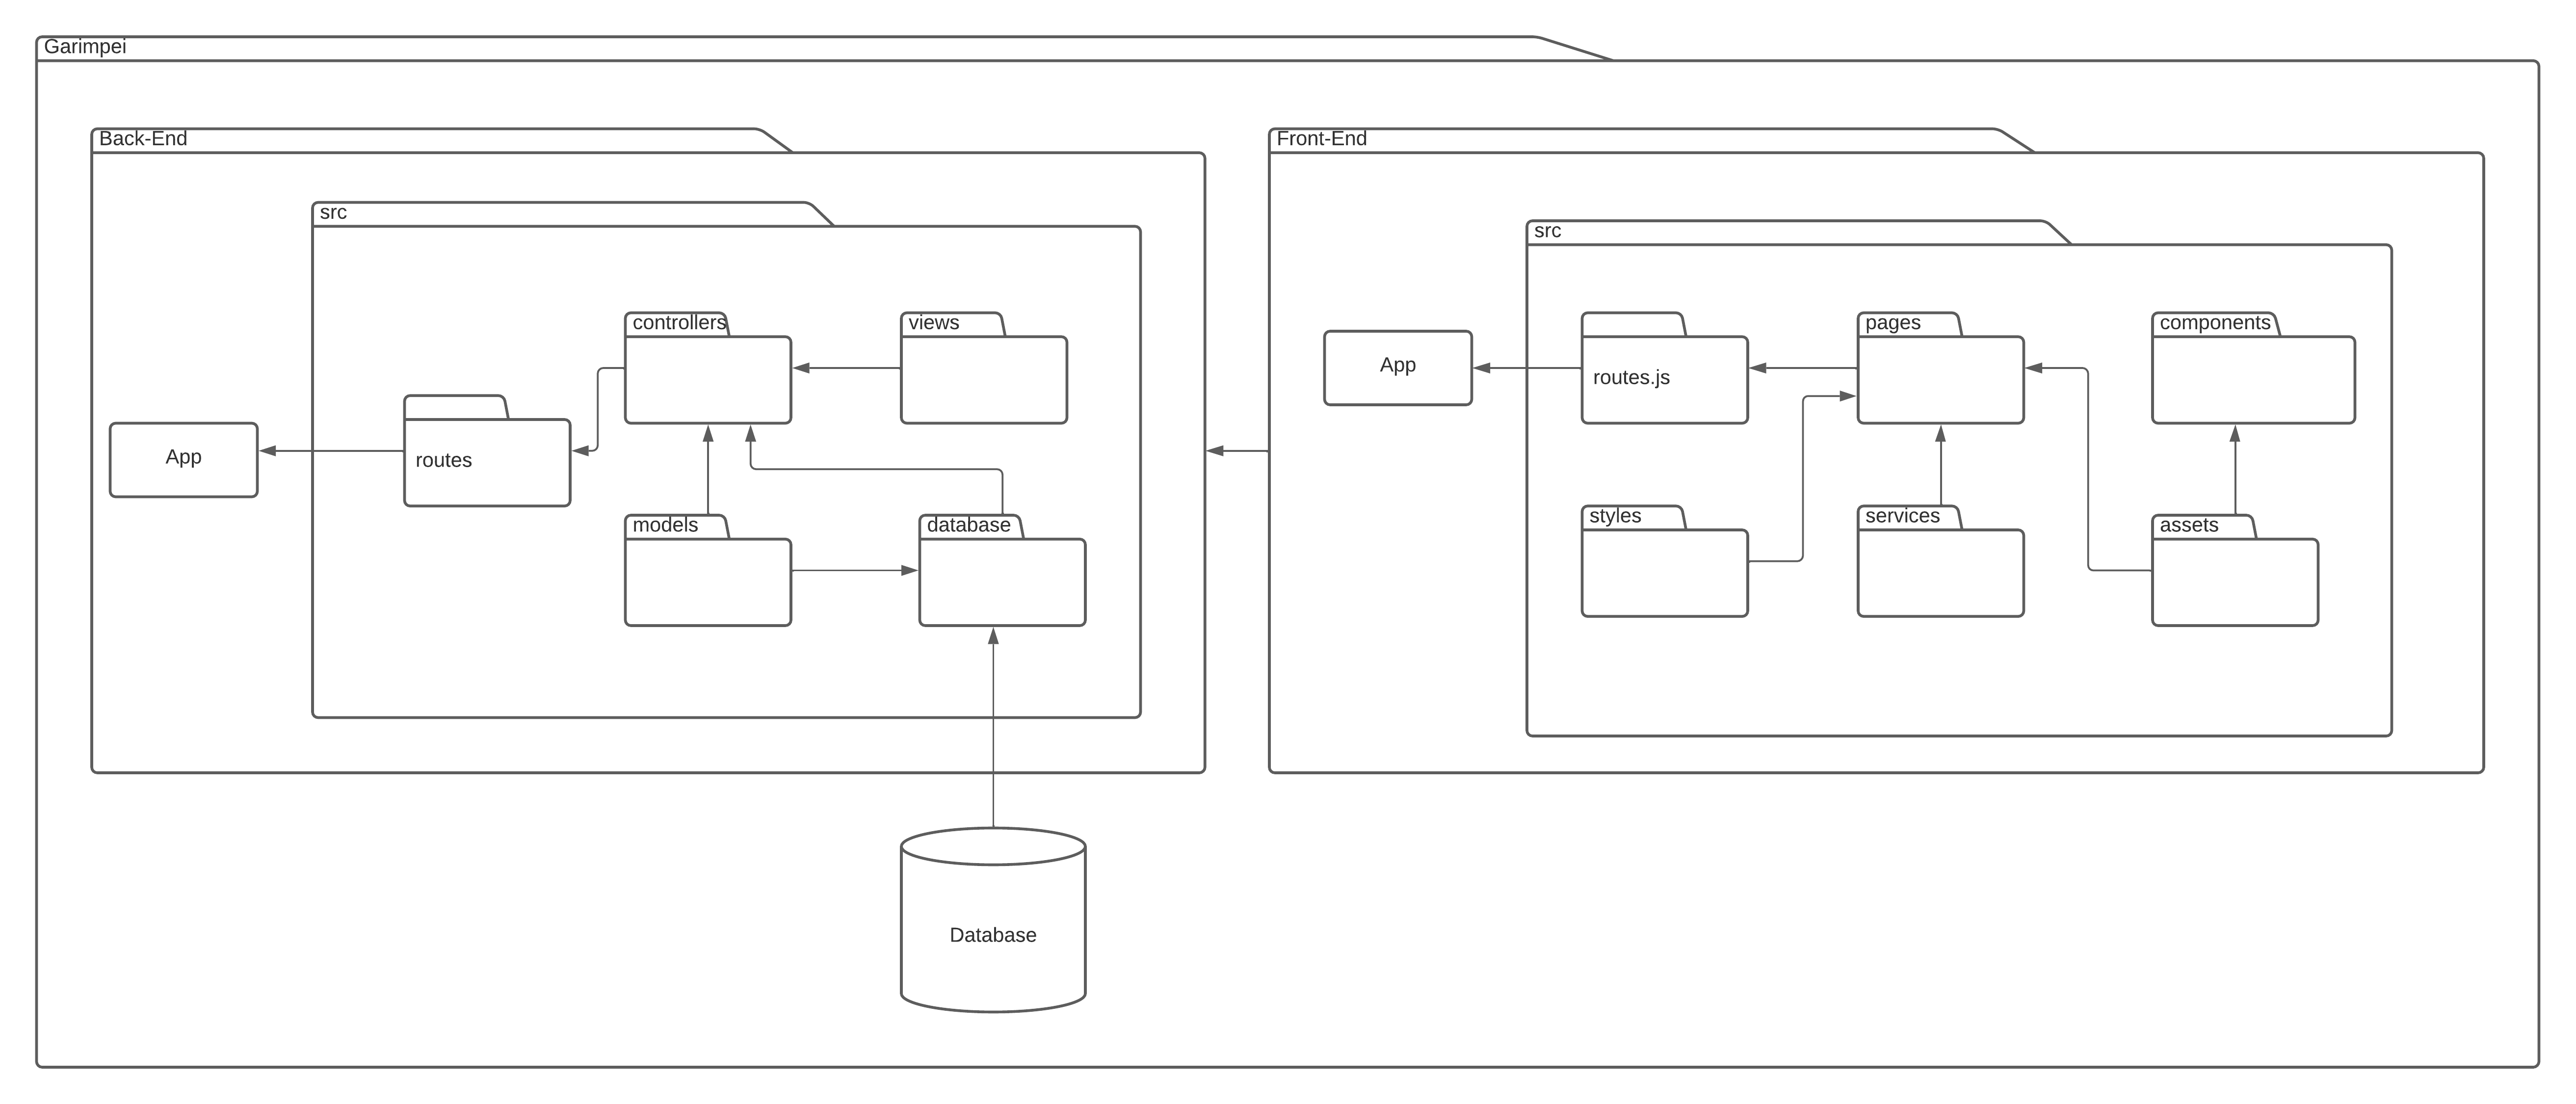 Garimpei
Back-End
src
controllers
views
routes
App
models
database
Database
Front-End
src
App
routes.js
pages
components
styles
services
assets